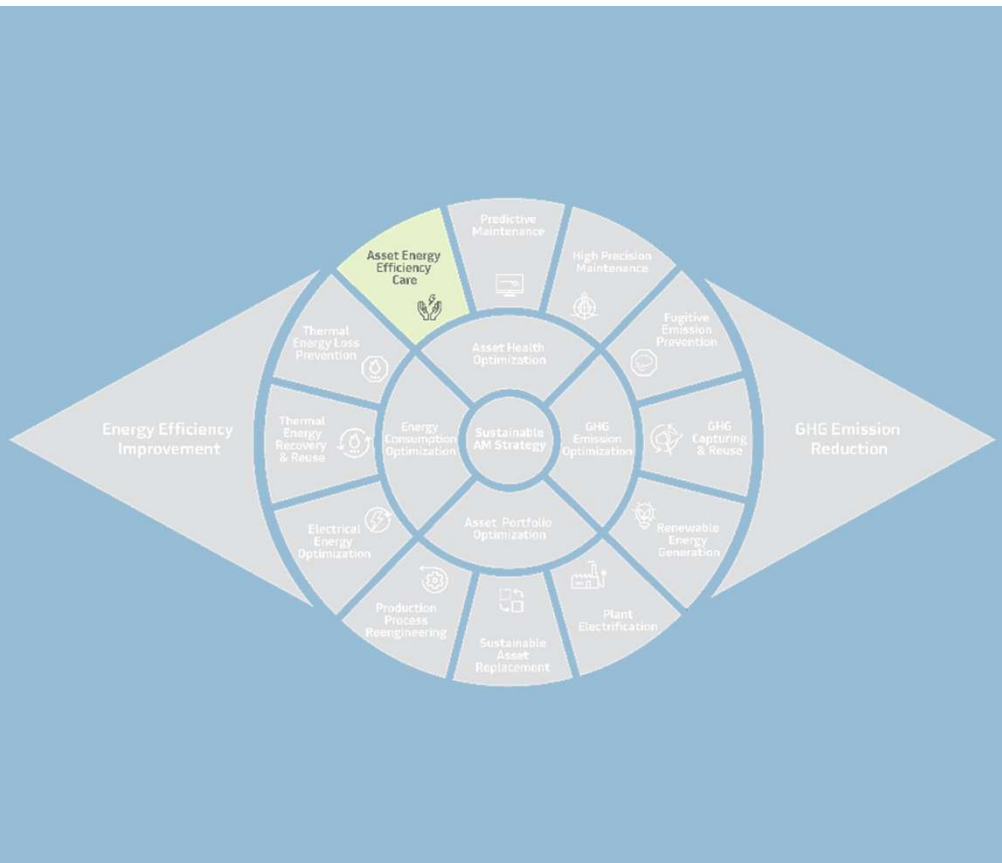 Predictive
Maintenance
Asset Energy
Efficiency
Care
High Precision
Maintenance
Thermal
Energy Loss
Prevention
Fugitive
Emission
Prevention
Asset Health
Optimization
Energy Efficiency
Improvement
Thermal
Energy
Recovery
& Reuse
Energy
Consumption
Optimization
Sustainable
AM Strategy
GHG
Emission
Optimization
GHG
Capturing
& Reuse
GHG Emission
Reduction
Electrical
Energy
Optimization
Asset Portfolio
Optimization
Renewable
Energy
Generation
Production
Process
Reengineering
Sustainable
Asset
Replacement
Plant
Electrification